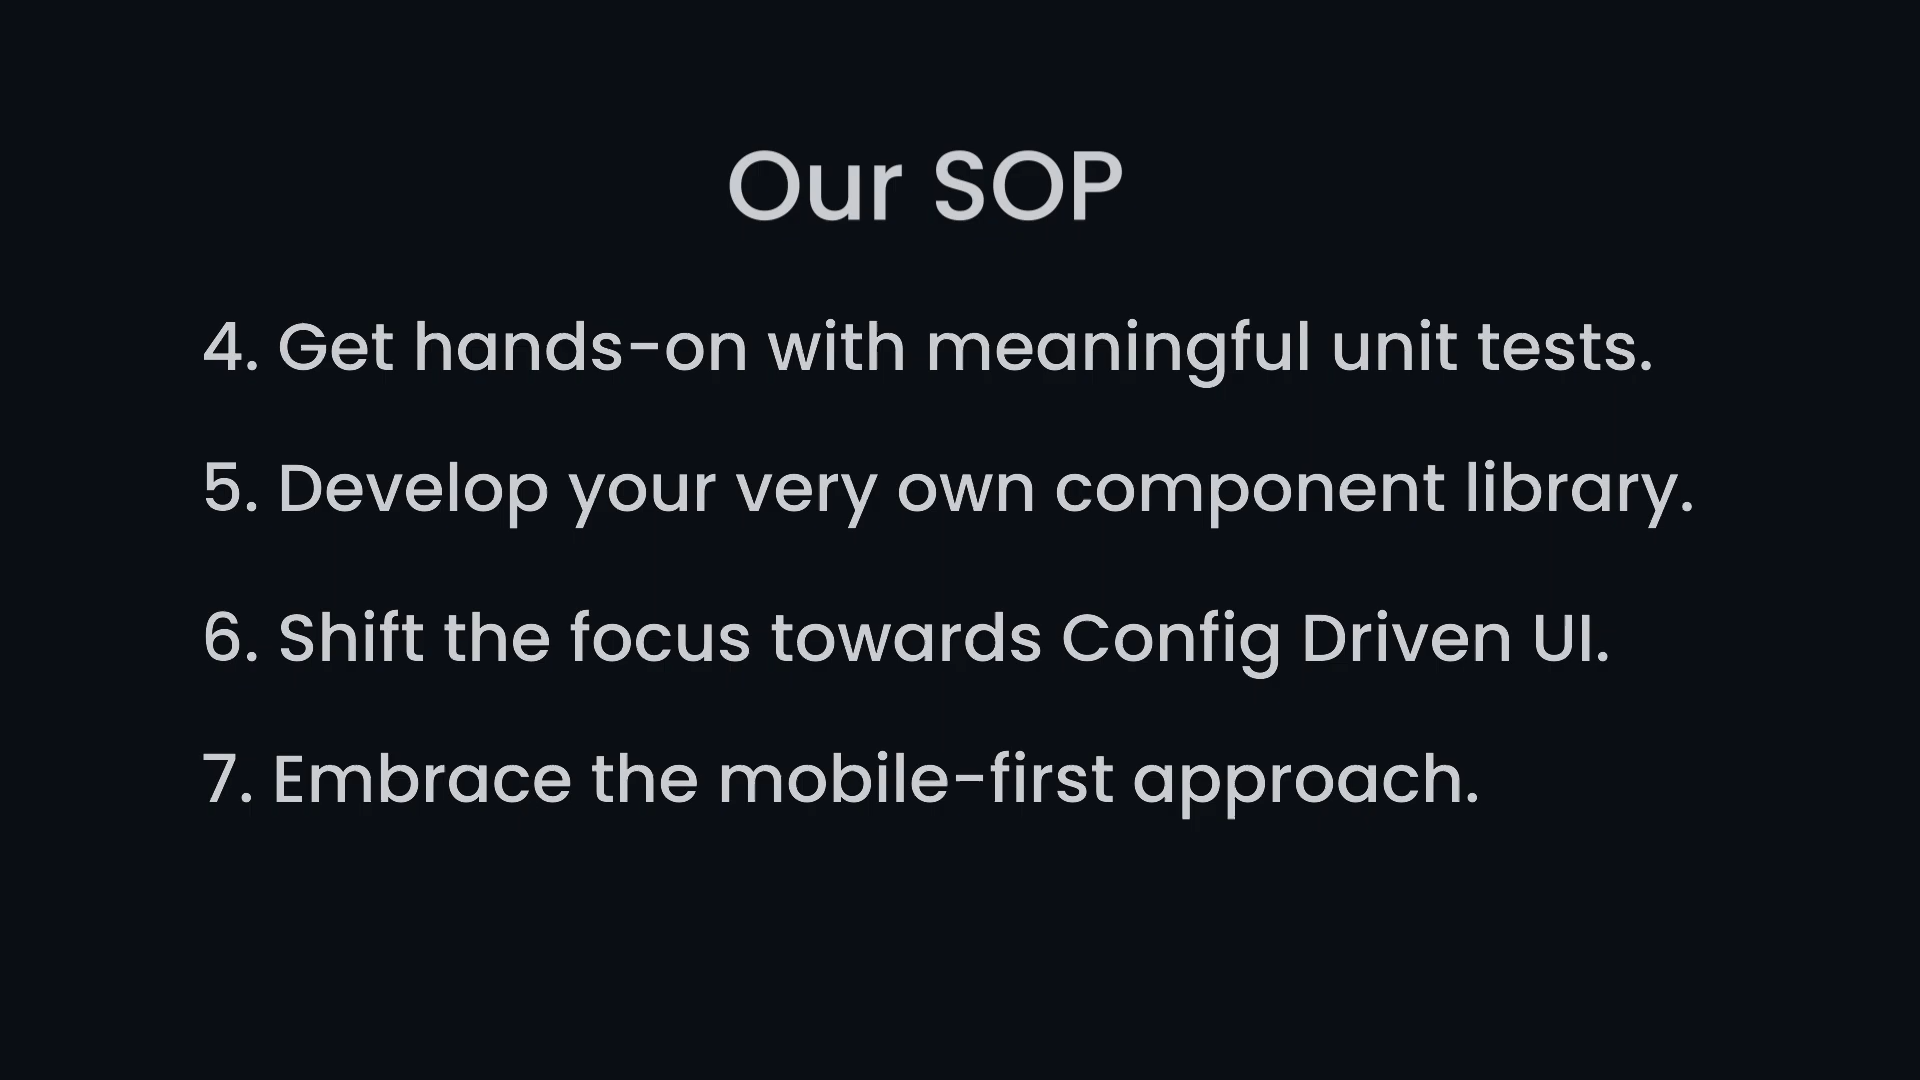 Our SOP
4. Get hands-on with meaningful unit tests.
5. Develop your very own component library.
6. Shift the focus towards Config Driven UI.
7. Embrace the mobile-first approach.